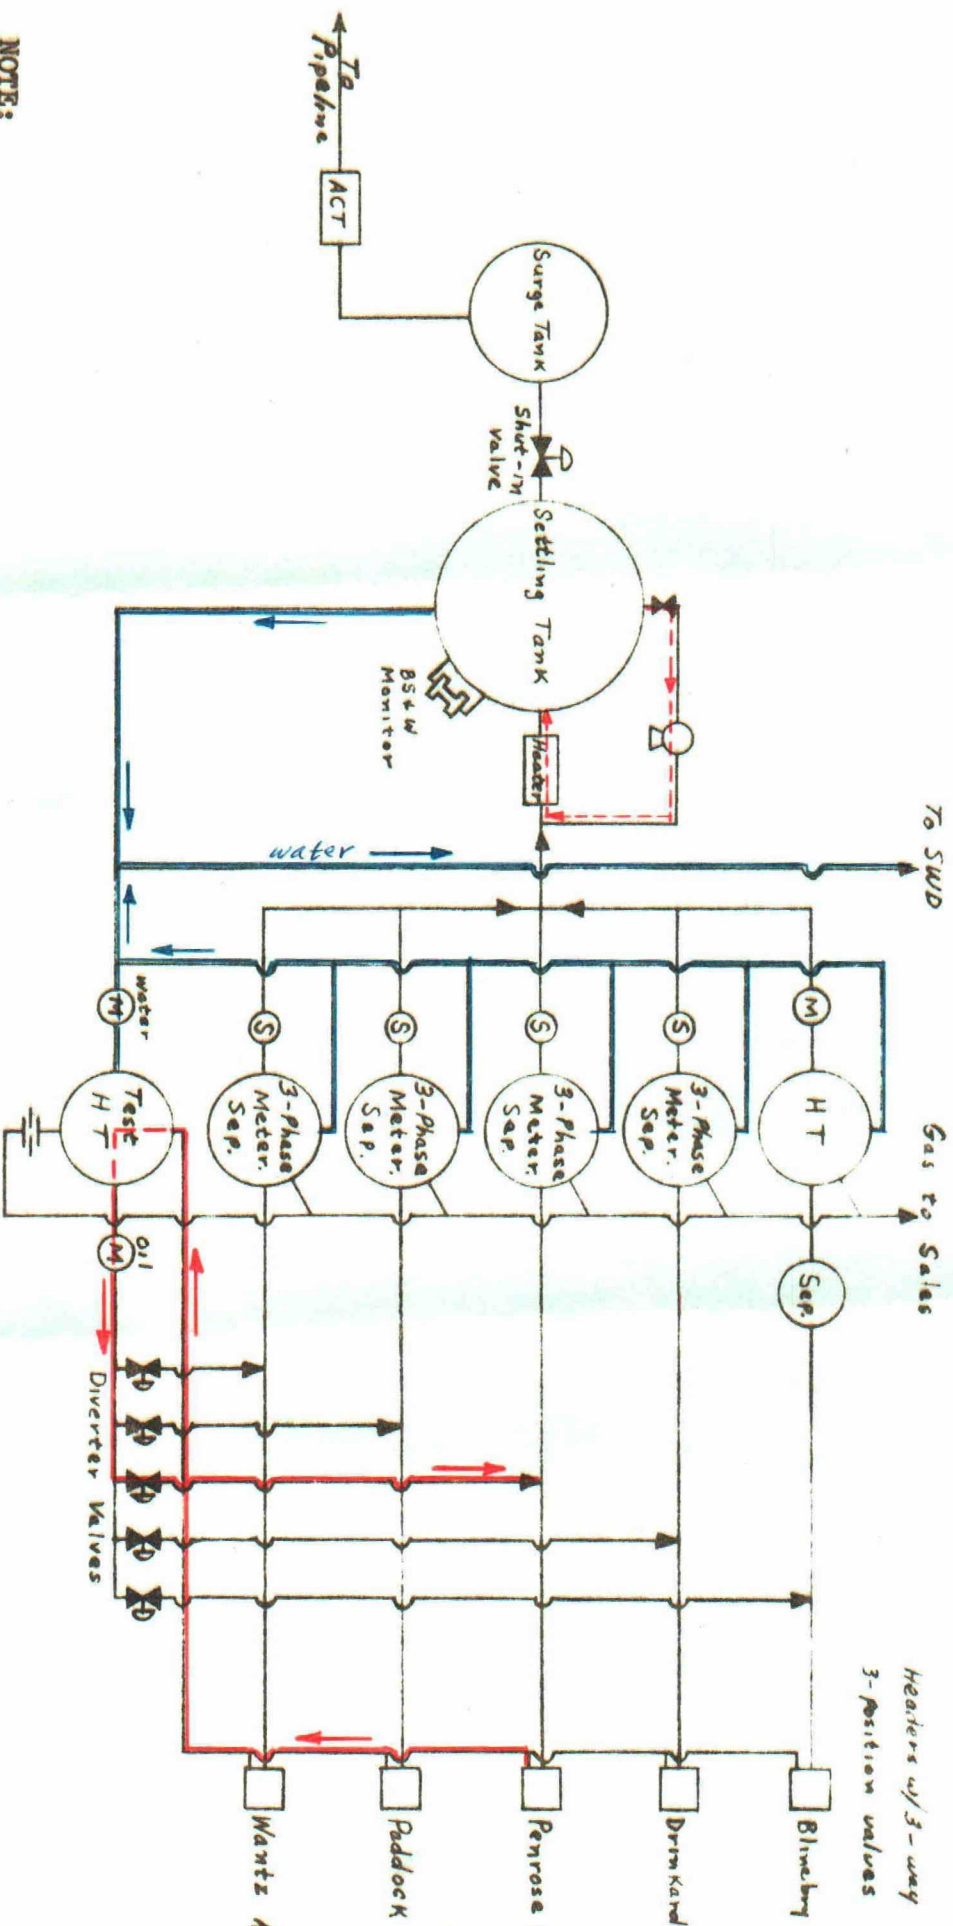 NOTE:
To
Pipeline
ACT
Surge Tank
Shut-in
valve
Settling Tank
BS & W
Monitor
Heater
To SWD
water
water
M
S
S
S
S
M
Gas to Sales
Test
HT
3-Phase
Meter.
Sep.
3-Phase
Meter.
Sep.
3-Phase
Meter.
Sep.
3-Phase
Meter.
Sep.
HT
Oil
M
Sep.
Diverter Valves
Headers w/ 3-way
3-position valves
Blinebry
Drinkard
Penrose
Paddock
Wantz